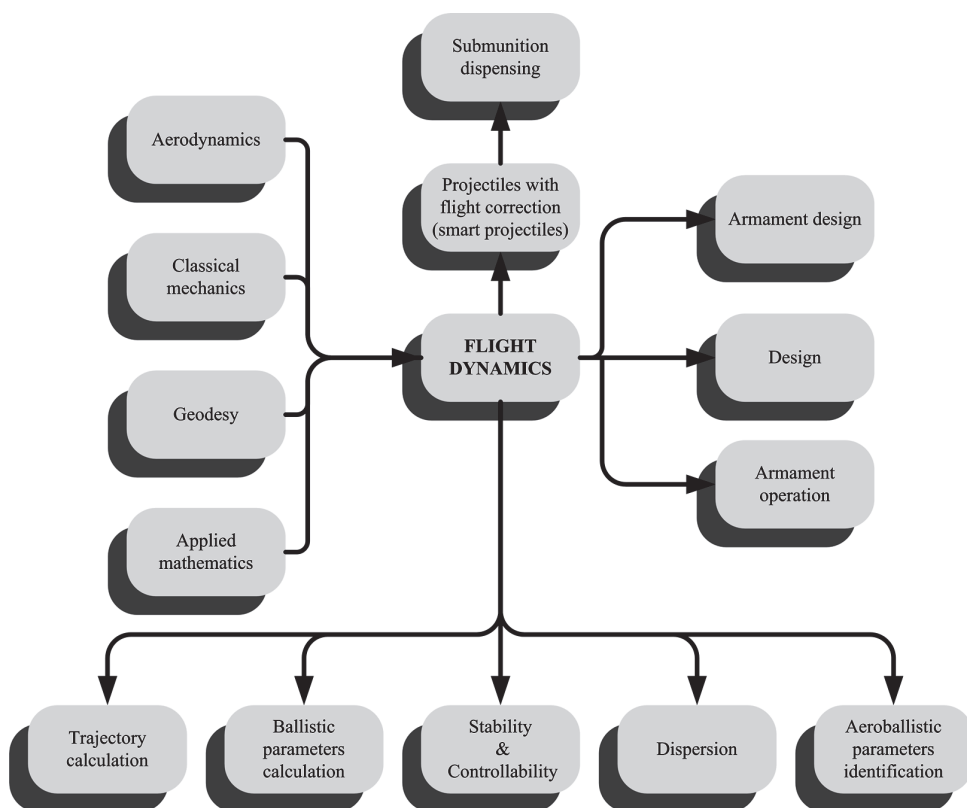 Submunition
dispensing
Aerodynamics
Projectiles with
flight correction
(smart projectiles)
Armament design
Classical
mechanics
FLIGHT
DYNAMICS
Design
Geodesy
Armament
operation
Applied
mathematics
Trajectory
calculation
Ballistic
parameters
calculation
Stability
&
Controllability
Dispersion
Aeroballistic
parameters
identification